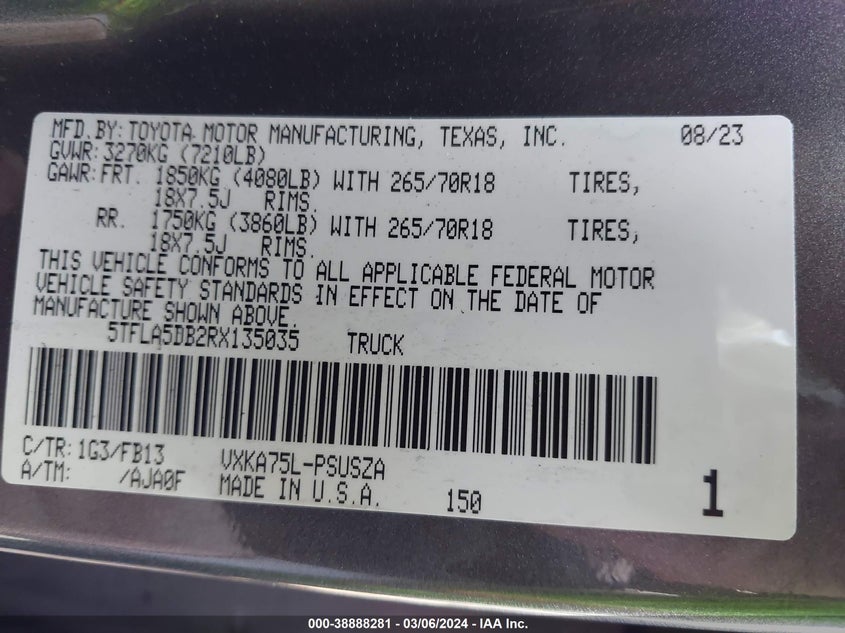 MFD. BY: TOYOTA MOTOR MANUFACTURING, TEXAS, INC. 08/23
GVWR: 3270KG (7210LB)
GAWR: FRT. 1850KG (4080LB) WITH 265/70R18 TIRES,
18X7.5J RIMS
RR. 1750KG (3860LB) WITH 265/70R18 TIRES,
18X7.5J RIMS.
THIS VEHICLE CONFORMS TO ALL APPLICABLE FEDERAL MOTOR
VEHICLE SAFETY STANDARDS IN EFFECT ON THE DATE OF
MANUFACTURE SHOWN ABOVE.
5TFLA5DB2RX135035 TRUCK
C/TR: 1G3/FB13 VXKA75L-PSUSZA
A/TM: /AJA0F MADE IN U.S.A. 150 1
000-38888281 - 03/06/2024 - IAA Inc.